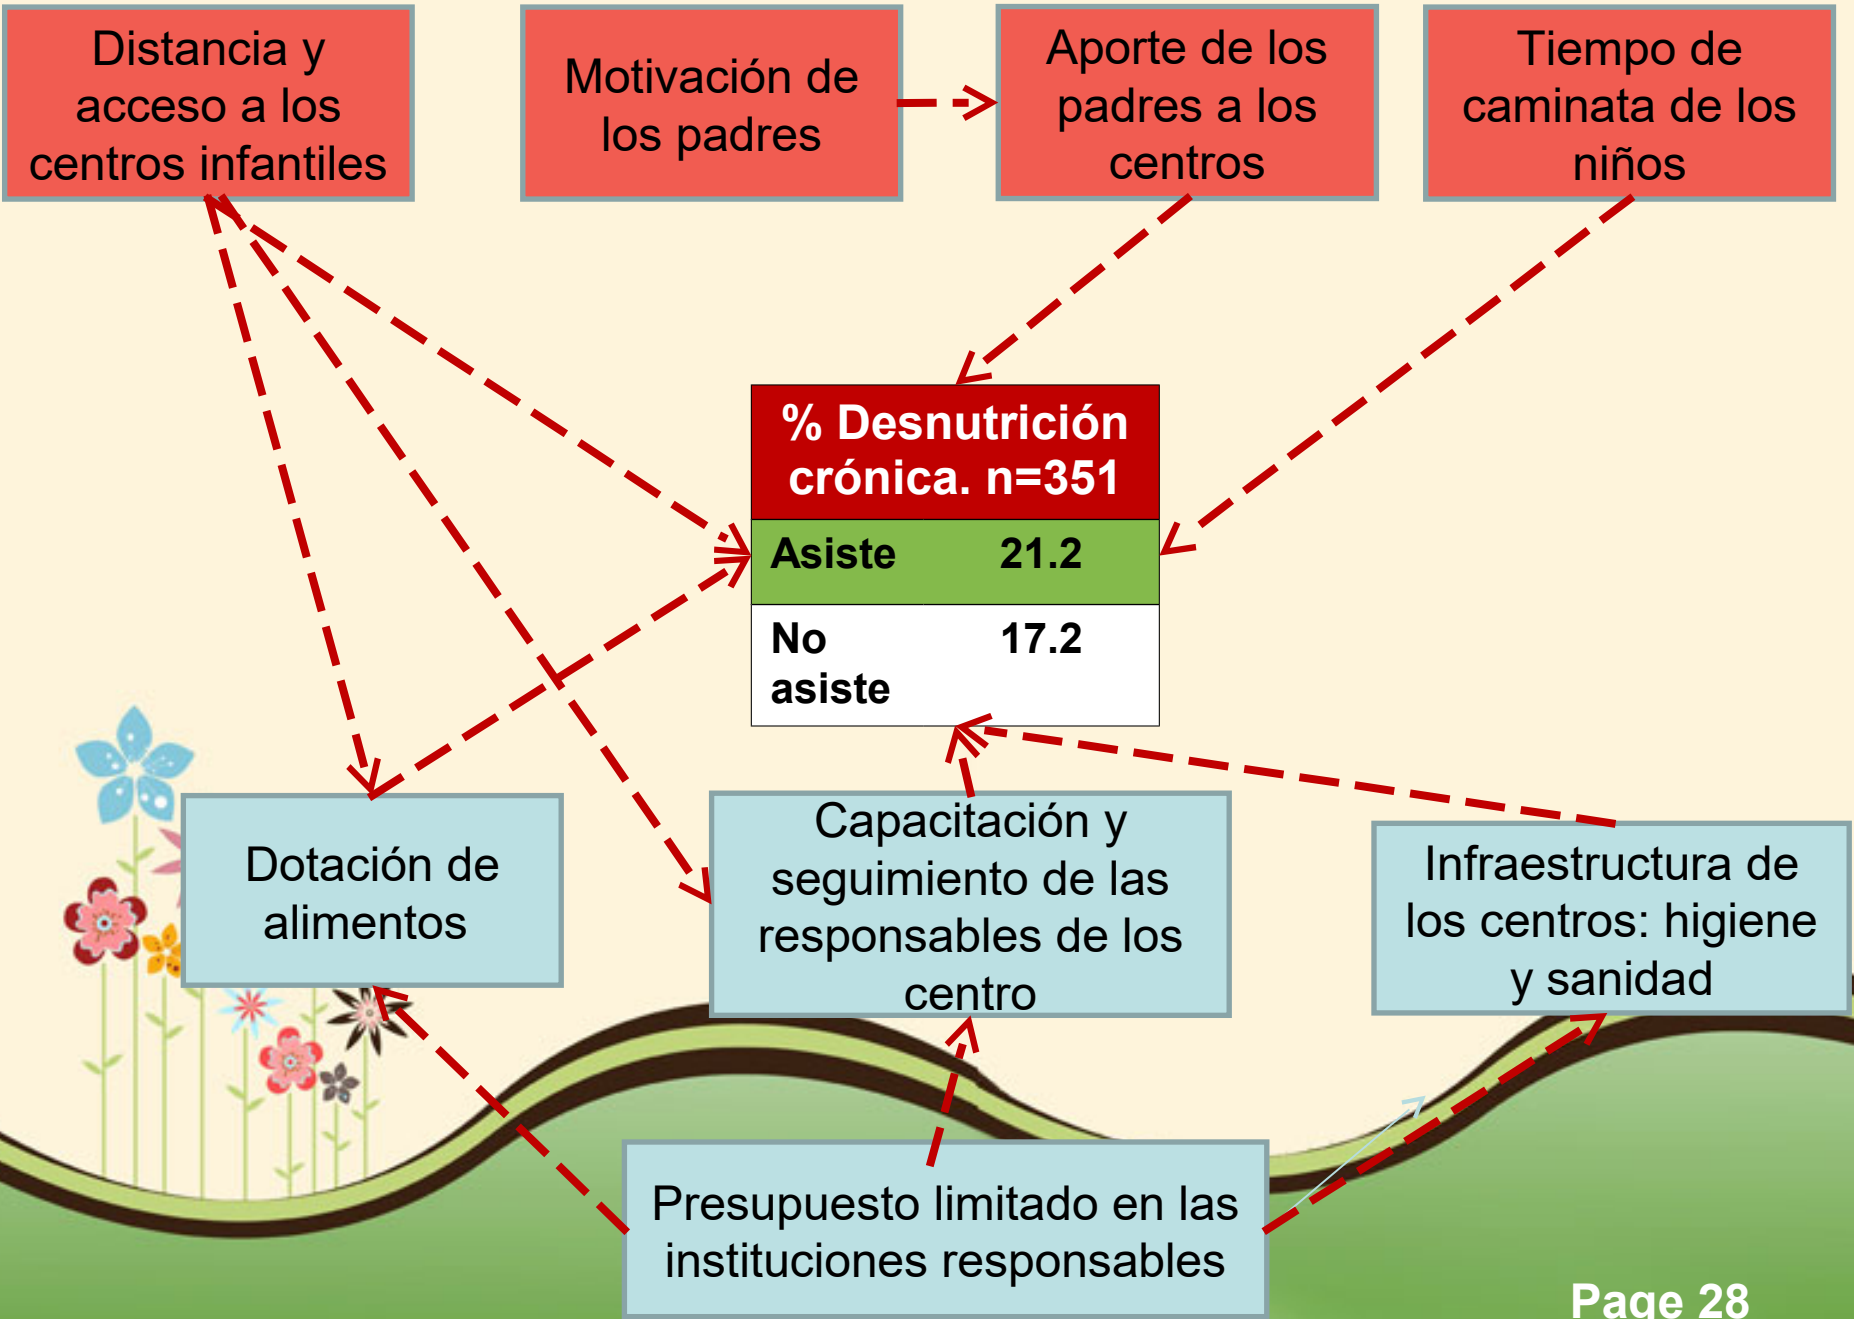 Distancia y
acceso a los
centros infantiles
Motivación de
los padres
Aporte de los
padres a los
centros
Tiempo de
caminata de los
niños
% Desnutrición
crónica. n=351
Asiste 21.2
No 17.2
asiste
Dotación de
alimentos
Capacitación y
seguimiento de las
responsables de los
centro
Infraestructura de
los centros: higiene
y sanidad
Presupuesto limitado en las
instituciones responsables
Page 28